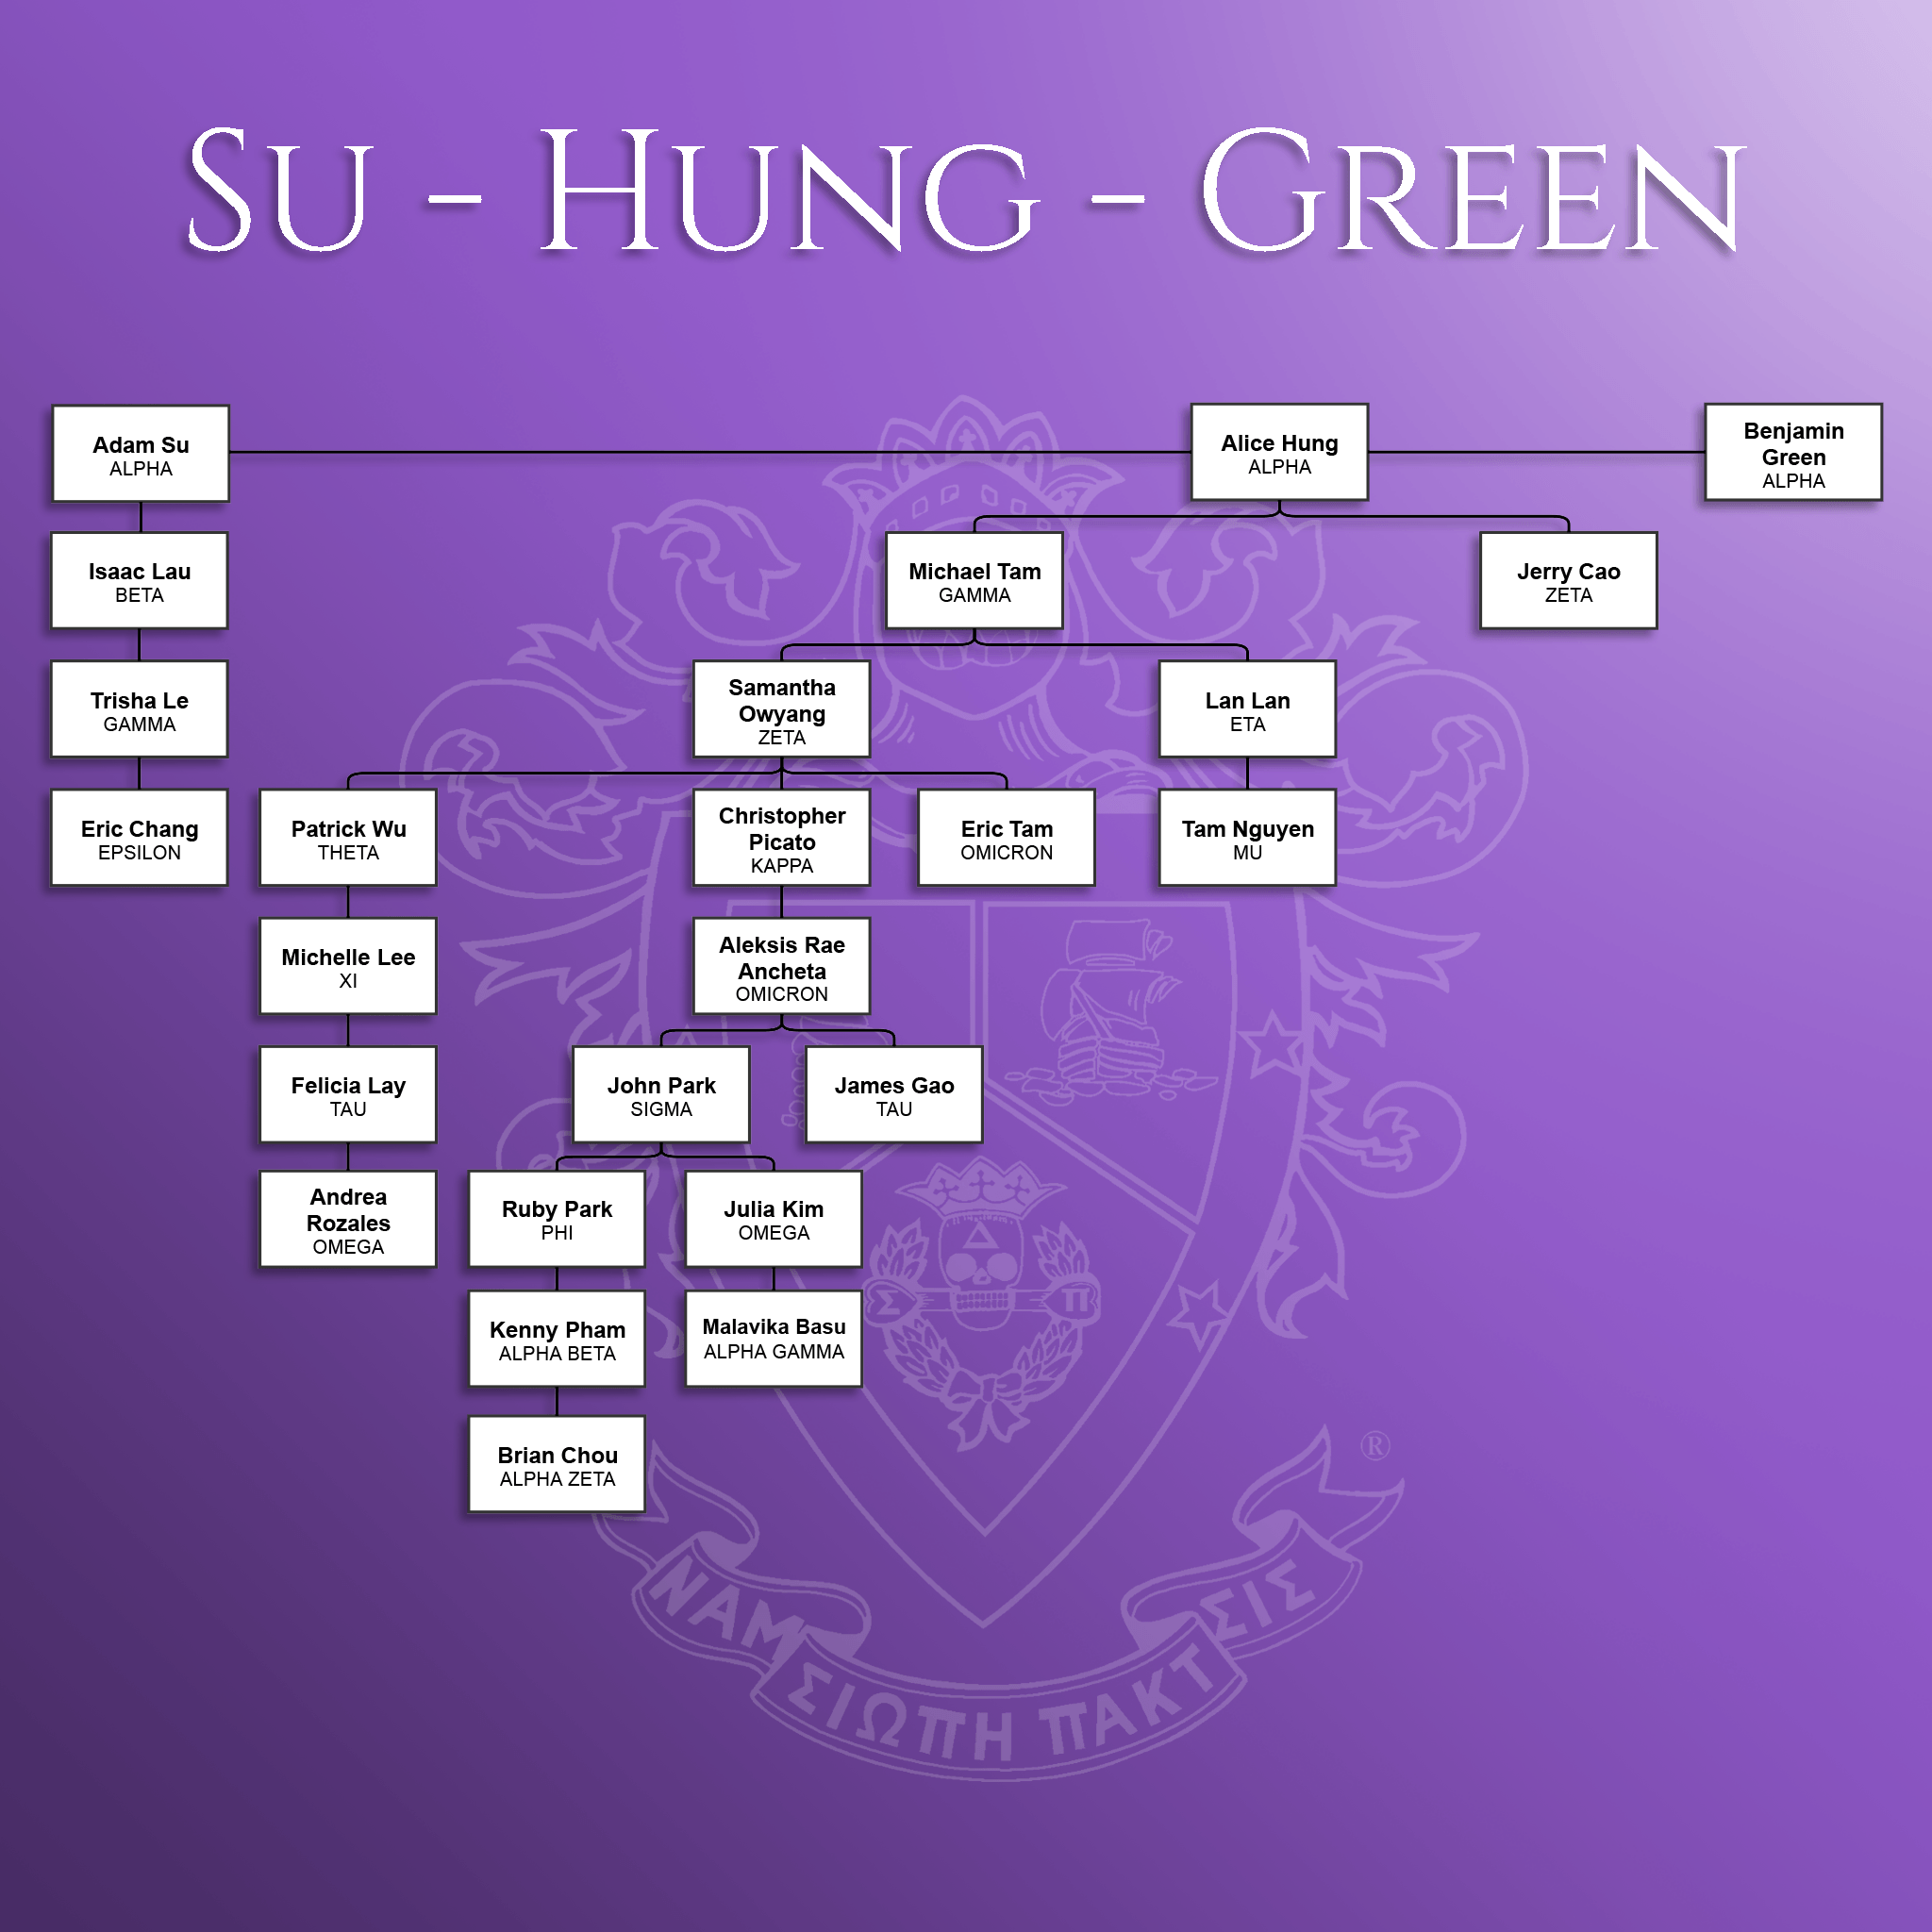 Su - Hung - Green
Adam Su
ALPHA
Alice Hung
ALPHA
Benjamin
Green
ALPHA
Isaac Lau
BETA
Michael Tam
GAMMA
Jerry Cao
ZETA
Trisha Le
GAMMA
Samantha
Owyang
ZETA
Lan Lan
ETA
Eric Chang
EPSILON
Patrick Wu
THETA
Christopher
Picato
KAPPA
Eric Tam
OMICRON
Tam Nguyen
MU
Michelle Lee
XI
Aleksis Rae
Ancheta
OMICRON
Felicia Lay
TAU
John Park
SIGMA
James Gao
TAU
Andrea
Rozales
OMEGA
Ruby Park
PHI
Julia Kim
OMEGA
Σ Π
Kenny Pham
ALPHA BETA
Malavika Basu
ALPHA GAMMA
Brian Chou
ALPHA ZETA
®
ΝΑΜ ΣΙΩΠΗ ΠΑΚΤ ΣΙΣ